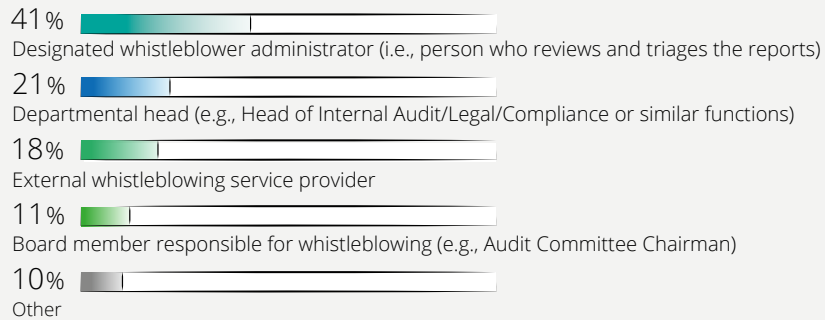 41%
Designated whistleblower administrator (i.e., person who reviews and triages the reports)
21%
Departmental head (e.g., Head of Internal Audit/Legal/Compliance or similar functions)
18%
External whistleblowing service provider
11%
Board member responsible for whistleblowing (e.g., Audit Committee Chairman)
10%
Other